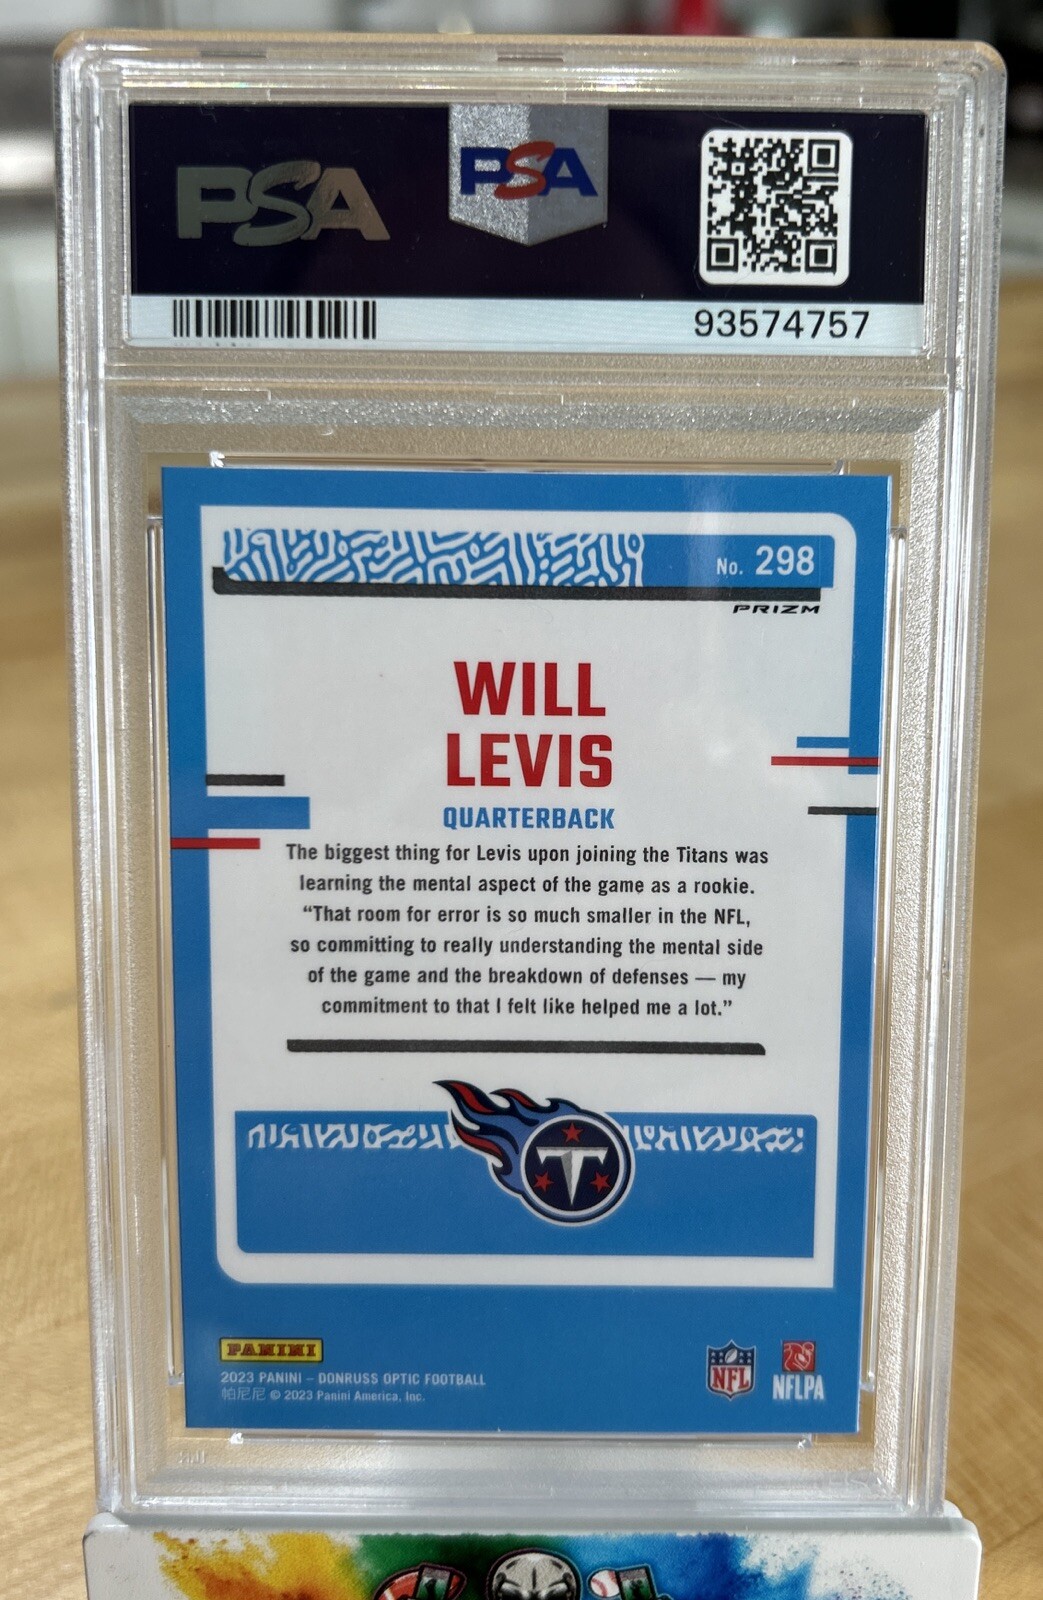 PSA
PSA
93574757
No. 298
PRIZM
WILL
LEVIS
QUARTERBACK
The biggest thing for Levis upon joining the Titans was
learning the mental aspect of the game as a rookie.
“That room for error is so much smaller in the NFL,
so committing to really understanding the mental side
of the game and the breakdown of defenses — my
commitment to that I felt like helped me a lot.”
T
PANINI
2023 PANINI – DONRUSS OPTIC FOOTBALL
帕尼尼 © 2023 Panini America, Inc.
NFL
NFLPA